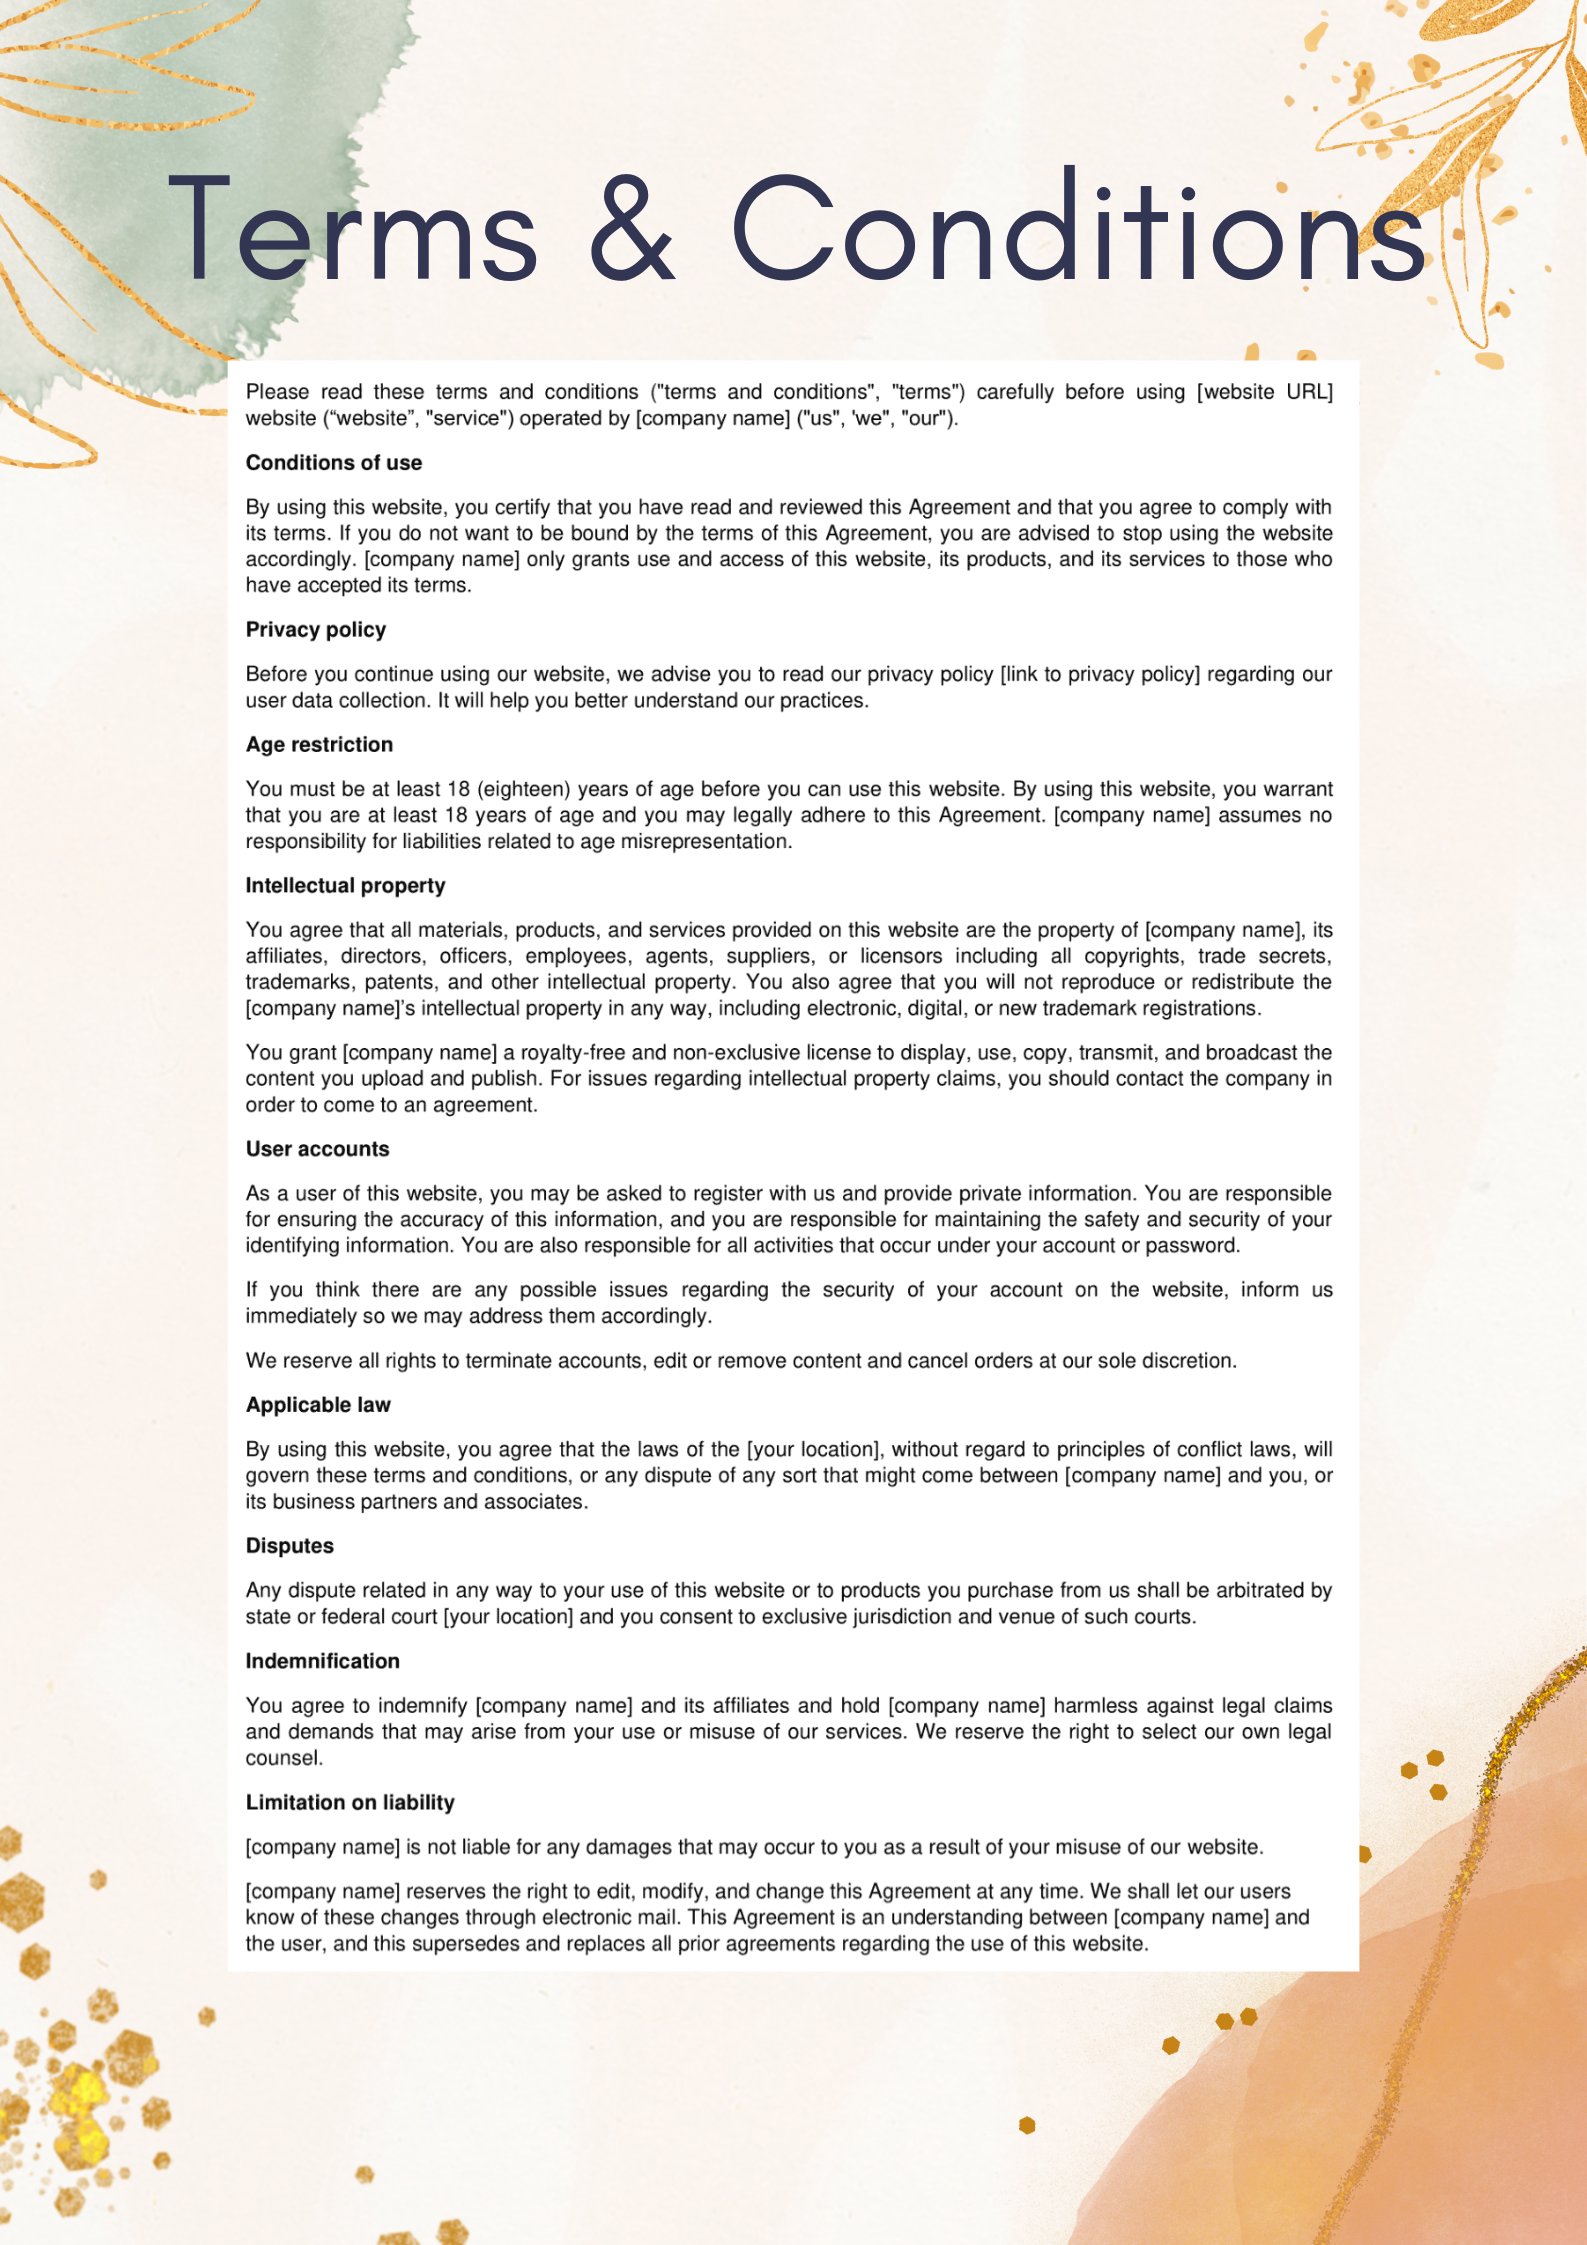 Terms & Conditions
Please read these terms and conditions ("terms and conditions", "terms") carefully before using [website URL]
website (“website”, "service") operated by [company name] ("us", 'we", "our").
Conditions of use
By using this website, you certify that you have read and reviewed this Agreement and that you agree to comply with
its terms. If you do not want to be bound by the terms of this Agreement, you are advised to stop using the website
accordingly. [company name] only grants use and access of this website, its products, and its services to those who
have accepted its terms.
Privacy policy
Before you continue using our website, we advise you to read our privacy policy [link to privacy policy] regarding our
user data collection. It will help you better understand our practices.
Age restriction
You must be at least 18 (eighteen) years of age before you can use this website. By using this website, you warrant
that you are at least 18 years of age and you may legally adhere to this Agreement. [company name] assumes no
responsibility for liabilities related to age misrepresentation.
Intellectual property
You agree that all materials, products, and services provided on this website are the property of [company name], its
affiliates, directors, officers, employees, agents, suppliers, or licensors including all copyrights, trade secrets,
trademarks, patents, and other intellectual property. You also agree that you will not reproduce or redistribute the
[company name]’s intellectual property in any way, including electronic, digital, or new trademark registrations.
You grant [company name] a royalty-free and non-exclusive license to display, use, copy, transmit, and broadcast the
content you upload and publish. For issues regarding intellectual property claims, you should contact the company in
order to come to an agreement.
User accounts
As a user of this website, you may be asked to register with us and provide private information. You are responsible
for ensuring the accuracy of this information, and you are responsible for maintaining the safety and security of your
identifying information. You are also responsible for all activities that occur under your account or password.
If you think there are any possible issues regarding the security of your account on the website, inform us
immediately so we may address them accordingly.
We reserve all rights to terminate accounts, edit or remove content and cancel orders at our sole discretion.
Applicable law
By using this website, you agree that the laws of the [your location], without regard to principles of conflict laws, will
govern these terms and conditions, or any dispute of any sort that might come between [company name] and you, or
its business partners and associates.
Disputes
Any dispute related in any way to your use of this website or to products you purchase from us shall be arbitrated by
state or federal court [your location] and you consent to exclusive jurisdiction and venue of such courts.
Indemnification
You agree to indemnify [company name] and its affiliates and hold [company name] harmless against legal claims
and demands that may arise from your use or misuse of our services. We reserve the right to select our own legal
counsel.
Limitation on liability
[company name] is not liable for any damages that may occur to you as a result of your misuse of our website.
[company name] reserves the right to edit, modify, and change this Agreement at any time. We shall let our users
know of these changes through electronic mail. This Agreement is an understanding between [company name] and
the user, and this supersedes and replaces all prior agreements regarding the use of this website.